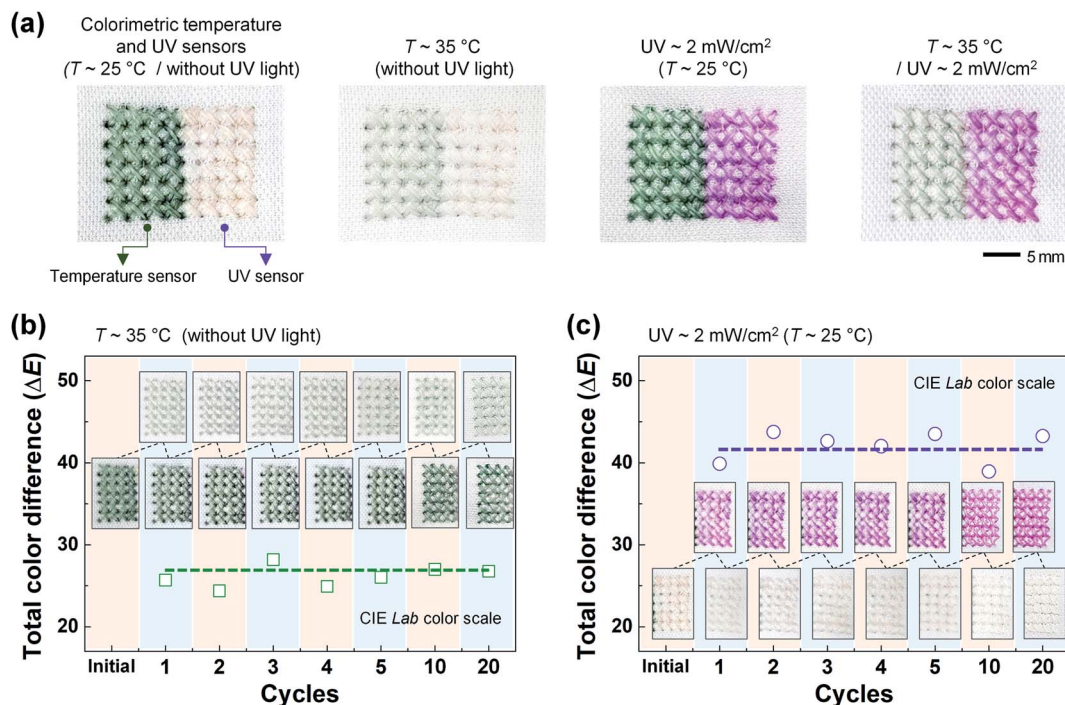 (a)
Colorimetric temperature
and UV sensors
(T ~ 25 °C / without UV light)
T ~ 35 °C
(without UV light)
UV ~ 2 mW/cm²
(T ~ 25 °C)
T ~ 35 °C
/ UV ~ 2 mW/cm²
Temperature sensor
UV sensor
5 mm
(b)
T ~ 35 °C (without UV light)
Total color difference (ΔE)
50
40
30
20
CIE Lab color scale
Initial 1 2 3 4 5 10 20
Cycles
(c)
UV ~ 2 mW/cm² (T ~ 25 °C)
Total color difference (ΔE)
50
40
30
20
CIE Lab color scale
Initial 1 2 3 4 5 10 20
Cycles